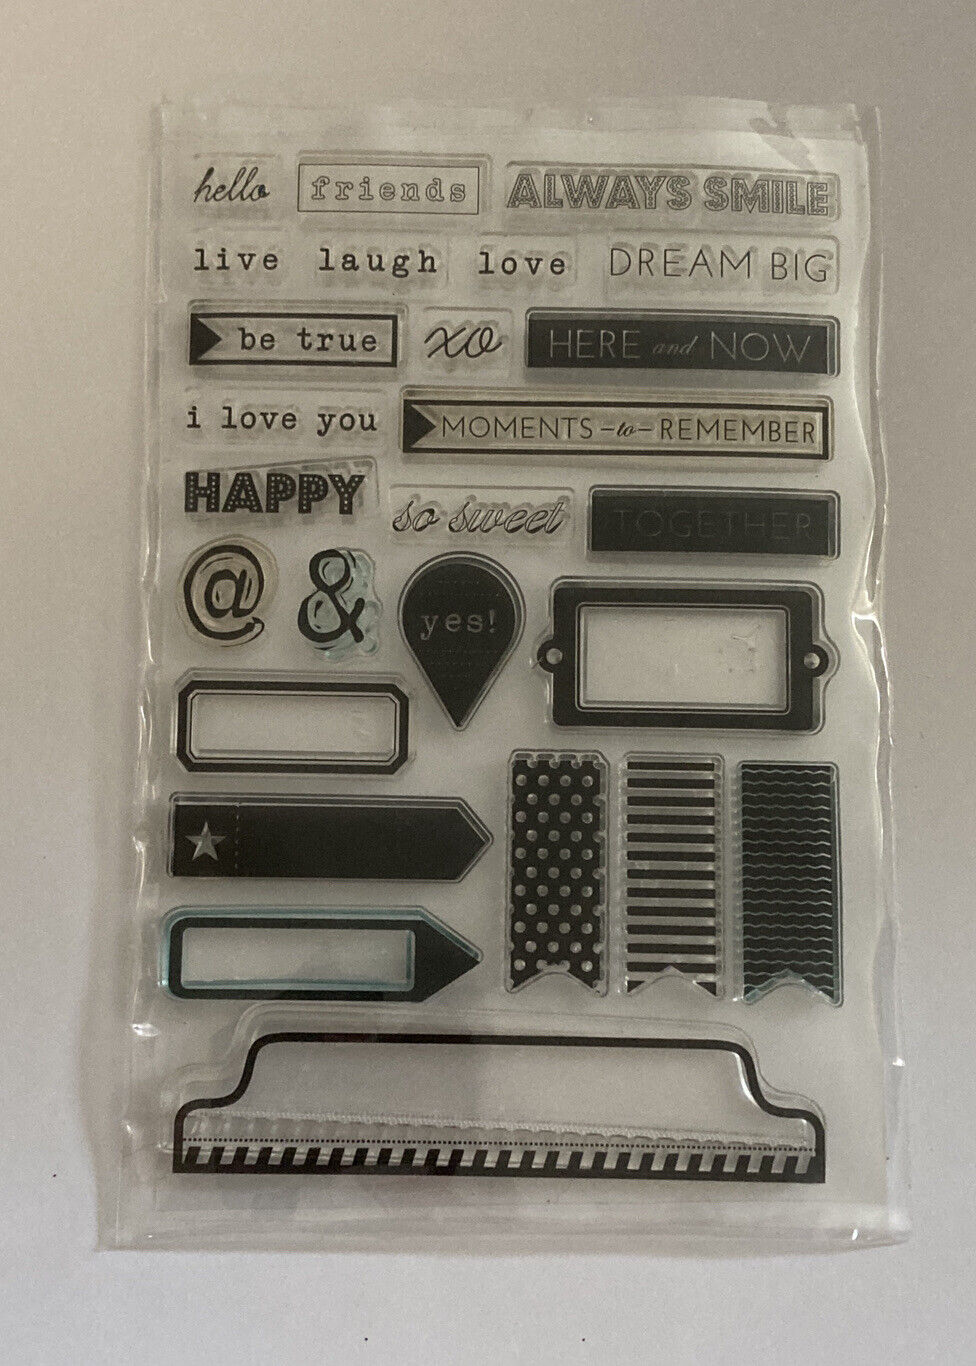 hello friends ALWAYS SMILE
live laugh love DREAM BIG
be true xo HERE and NOW
i love you MOMENTS -to- REMEMBER
HAPPY so sweet TOGETHER
@ & yes!